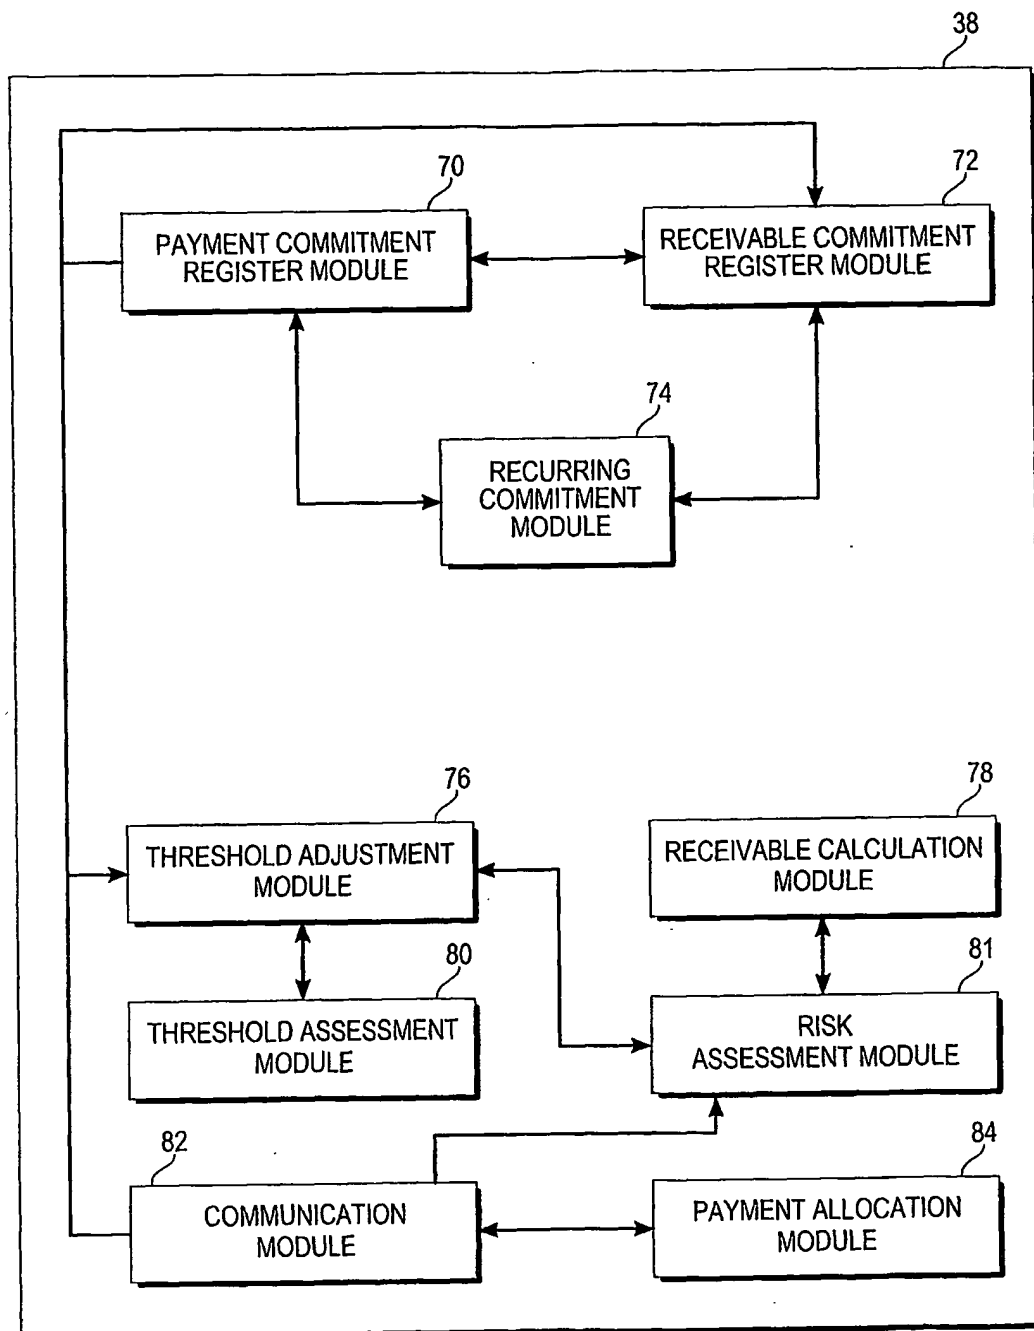 38
70
PAYMENT COMMITMENT
REGISTER MODULE
72
RECEIVABLE COMMITMENT
REGISTER MODULE
74
RECURRING
COMMITMENT
MODULE
76
THRESHOLD ADJUSTMENT
MODULE
78
RECEIVABLE CALCULATION
MODULE
80
THRESHOLD ASSESSMENT
MODULE
81
RISK
ASSESSMENT MODULE
82
COMMUNICATION
MODULE
84
PAYMENT ALLOCATION
MODULE